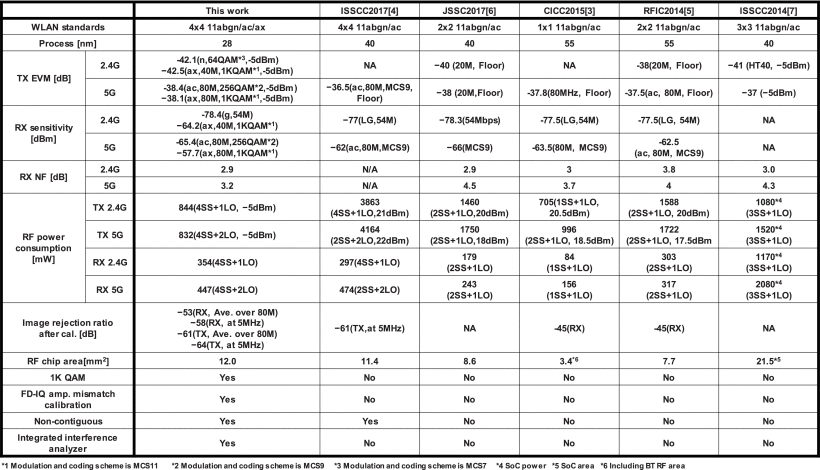 This work ISSCC2017[4] JSSC2017[6] CICC2015[3] RFIC2014[5] ISSCC2014[7]
WLAN standards 4x4 11abgn/ac/ax 4x4 11abgn/ac 2x2 11abgn/ac 1x1 11abgn/ac 2x2 11abgn/ac 3x3 11abgn/ac
Process [nm] 28 40 40 55 55 40
TX EVM [dB] 2.4G -42.1(n,64QAM*3,-5dBm) −42.5(ax,40M,1KQAM*1,-5dBm) NA −40 (20M, Floor) NA -38(20M, Floor) −41 (HT40, −5dBm)
5G -38.4(ac,80M,256QAM*2,-5dBm) −38.1(ax,80M,1KQAM*1,-5dBm) −36.5(ac,80M,MCS9, Floor) −38 (20M,Floor) -37.8(80MHz, Floor) -37.5(ac, 80M, Floor) −37 (−5dBm)
RX sensitivity [dBm] 2.4G -78.4(g,54M) −64.2(ax,40M,1KQAM*1) −77(LG,54M) −78.3(54Mbps) -77.5(LG,54M) -77.5(LG, 54M) NA
5G -65.4(ac,80M,256QAM*2) −57.7(ax,80M,1KQAM*1) −62(ac,80M,MCS9) −66(MCS9) -63.5(80M, MCS9) -62.5 (ac, 80M, MCS9) NA
RX NF [dB] 2.4G 2.9 N/A 2.9 3 3.8 3.0
5G 3.2 N/A 4.5 3.7 4 4.3
RF power consumption [mW] TX 2.4G 844(4SS+1LO, −5dBm) 3863 (4SS+1LO,21dBm) 1460 (2SS+1LO,20dBm) 705(1SS+1LO, 20.5dBm) 1588 (2SS+1LO, 20dBm) 1080*4 (3SS+1LO)
TX 5G 832(4SS+2LO, −5dBm) 4164 (2SS+2LO,22dBm) 1750 (2SS+1LO,18dBm) 996 (2SS+1LO, 18.5dBm) 1722 (2SS+1LO, 17.5dBm 1520*4 (3SS+1LO)
RX 2.4G 354(4SS+1LO) 297(4SS+1LO) 179 (2SS+1LO) 84 (1SS+1LO) 303 (2SS+1LO) 1170*4 (3SS+1LO)
RX 5G 447(4SS+2LO) 474(2SS+2LO) 243 (2SS+1LO) 156 (1SS+1LO) 317 (2SS+1LO) 2080*4 (3SS+1LO)
Image rejection ratio after cal. [dB] −53(RX, Ave. over 80M) −58(RX, at 5MHz) −61(TX, Ave. over 80M) −64(TX, at 5MHz) −61(TX,at 5MHz) NA -45(RX) -45(RX) NA
RF chip area[mm2] 12.0 11.4 8.6 3.4*6 7.7 21.5*5
1K QAM Yes No No No No No
FD-IQ amp. mismatch calibration Yes No No No No No
Non-contiguous Yes Yes No No No No
Integrated interference analyzer Yes No No No No No
*1 Modulation and coding scheme is MCS11 *2 Modulation and coding scheme is MCS9 *3 Modulation and coding scheme is MCS7 *4 SoC power *5 SoC area *6 Including BT RF area